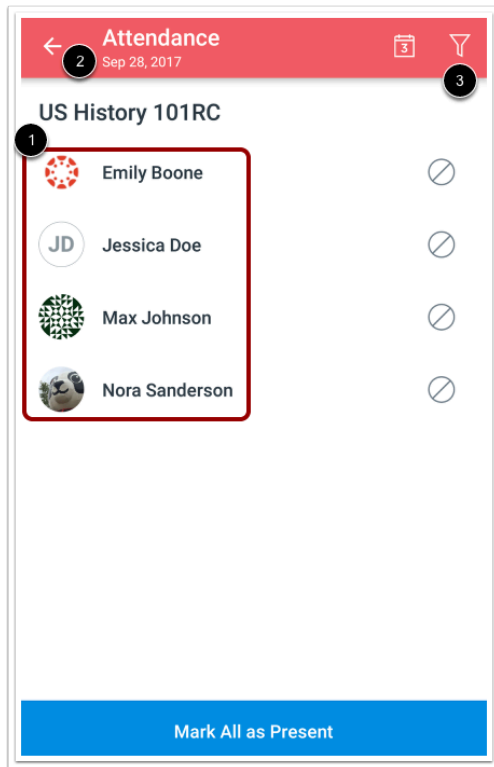 Attendance
2
Sep 28, 2017
3
3
US History 101RC
1
Emily Boone
JD
Jessica Doe
Max Johnson
Nora Sanderson
Mark All as Present